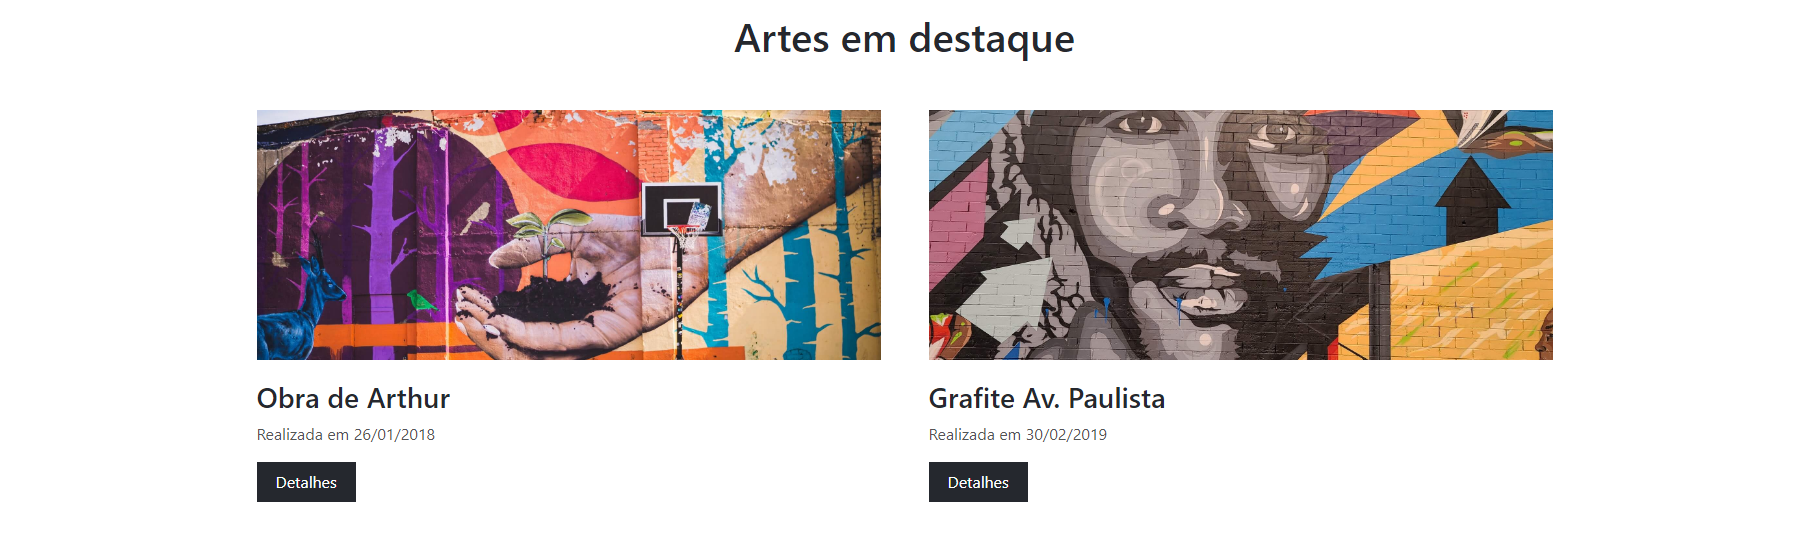 Artes em destaque
Obra de Arthur
Realizada em 26/01/2018
Detalhes
Grafite Av. Paulista
Realizada em 30/02/2019
Detalhes